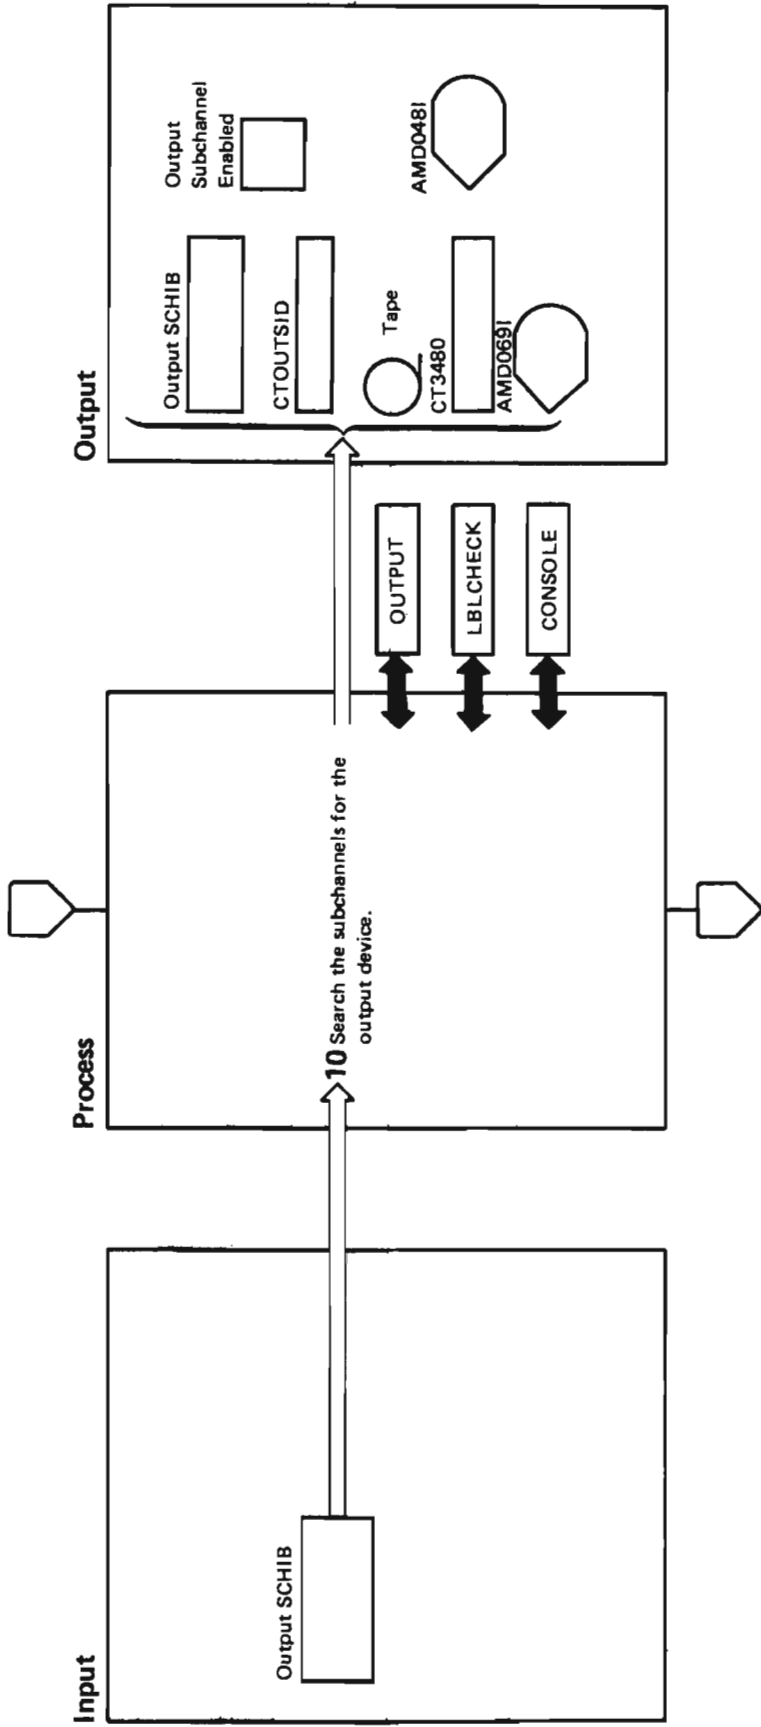 Input
Output SCHIB
Process
10 Search the subchannels for the
output device.
OUTPUT
LBLCHECK
CONSOLE
Output
Output SCHIB
CTOUTSID
Tape
CT3480
AMD069I
Output
Subchannel
Enabled
AMD048I